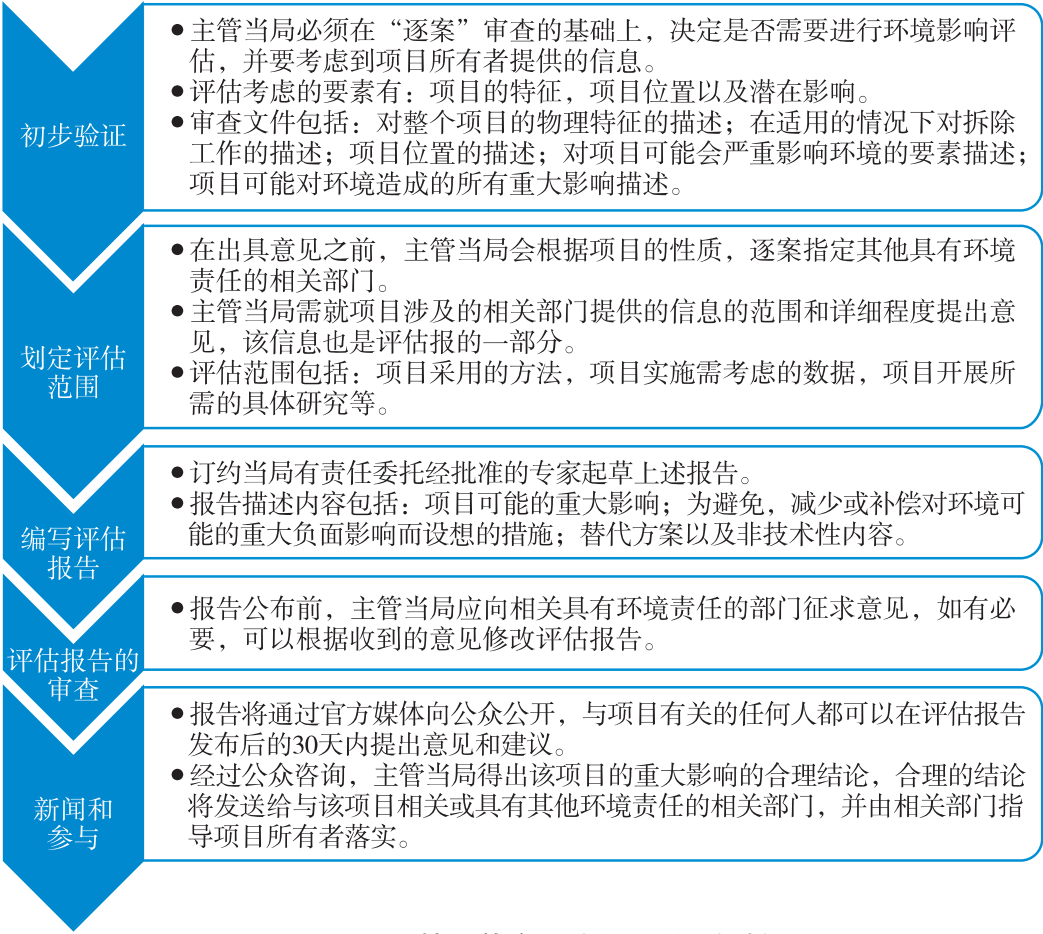 初步验证
●主管当局必须在“逐案”审查的基础上，决定是否需要进行环境影响评
估，并要考虑到项目所有者提供的信息。
●评估考虑的要素有：项目的特征，项目位置以及潜在影响。
●审查文件包括：对整个项目的物理特征的描述；在适用的情况下对拆除
工作的描述；项目位置的描述；对项目可能会严重影响环境的要素描述；
项目可能对环境造成的所有重大影响描述。
划定评估
范围
●在出具意见之前，主管当局会根据项目的性质，逐案指定其他具有环境
责任的相关部门。
●主管当局需就项目涉及的相关部门提供的信息的范围和详细程度提出意
见，该信息也是评估报的一部分。
●评估范围包括：项目采用的方法，项目实施需考虑的数据，项目开展所
需的具体研究等。
编写评估
报告
●订约当局有责任委托经批准的专家起草上述报告。
●报告描述内容包括：项目可能的重大影响；为避免，减少或补偿对环境可
能的重大负面影响而设想的措施；替代方案以及非技术性内容。
评估报告的
审查
●报告公布前，主管当局应向相关具有环境责任的部门征求意见，如有必
要，可以根据收到的意见修改评估报告。
新闻和
参与
●报告将通过官方媒体向公众公开，与项目有关的任何人都可以在评估报告
发布后的30天内提出意见和建议。
●经过公众咨询，主管当局得出该项目的重大影响的合理结论，合理的结论
将发送给与该项目相关或具有其他环境责任的相关部门，并由相关部门指
导项目所有者落实。